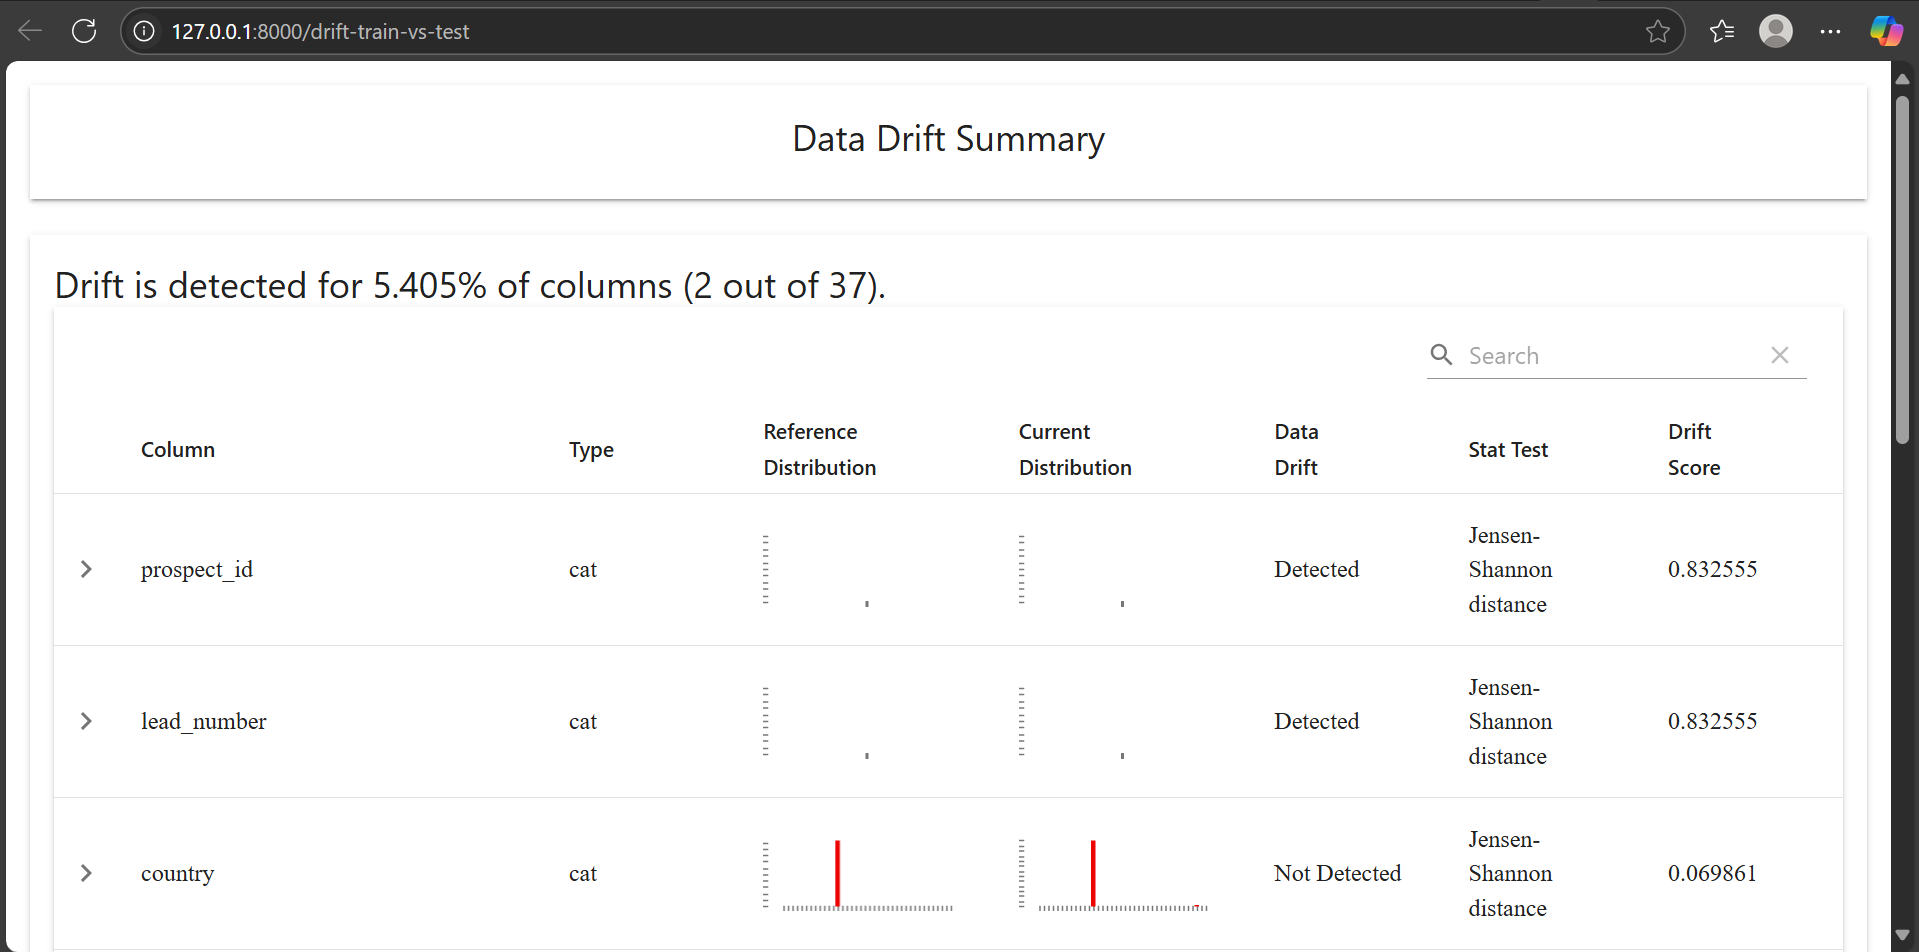 127.0.0.1:8000/drift-train-vs-test
Data Drift Summary
Drift is detected for 5.405% of columns (2 out of 37).
Search
Column Type Reference Distribution Current Distribution Data Drift Stat Test Drift Score
prospect_id cat Detected Jensen-Shannon distance 0.832555
lead_number cat Detected Jensen-Shannon distance 0.832555
country cat Not Detected Jensen-Shannon distance 0.069861